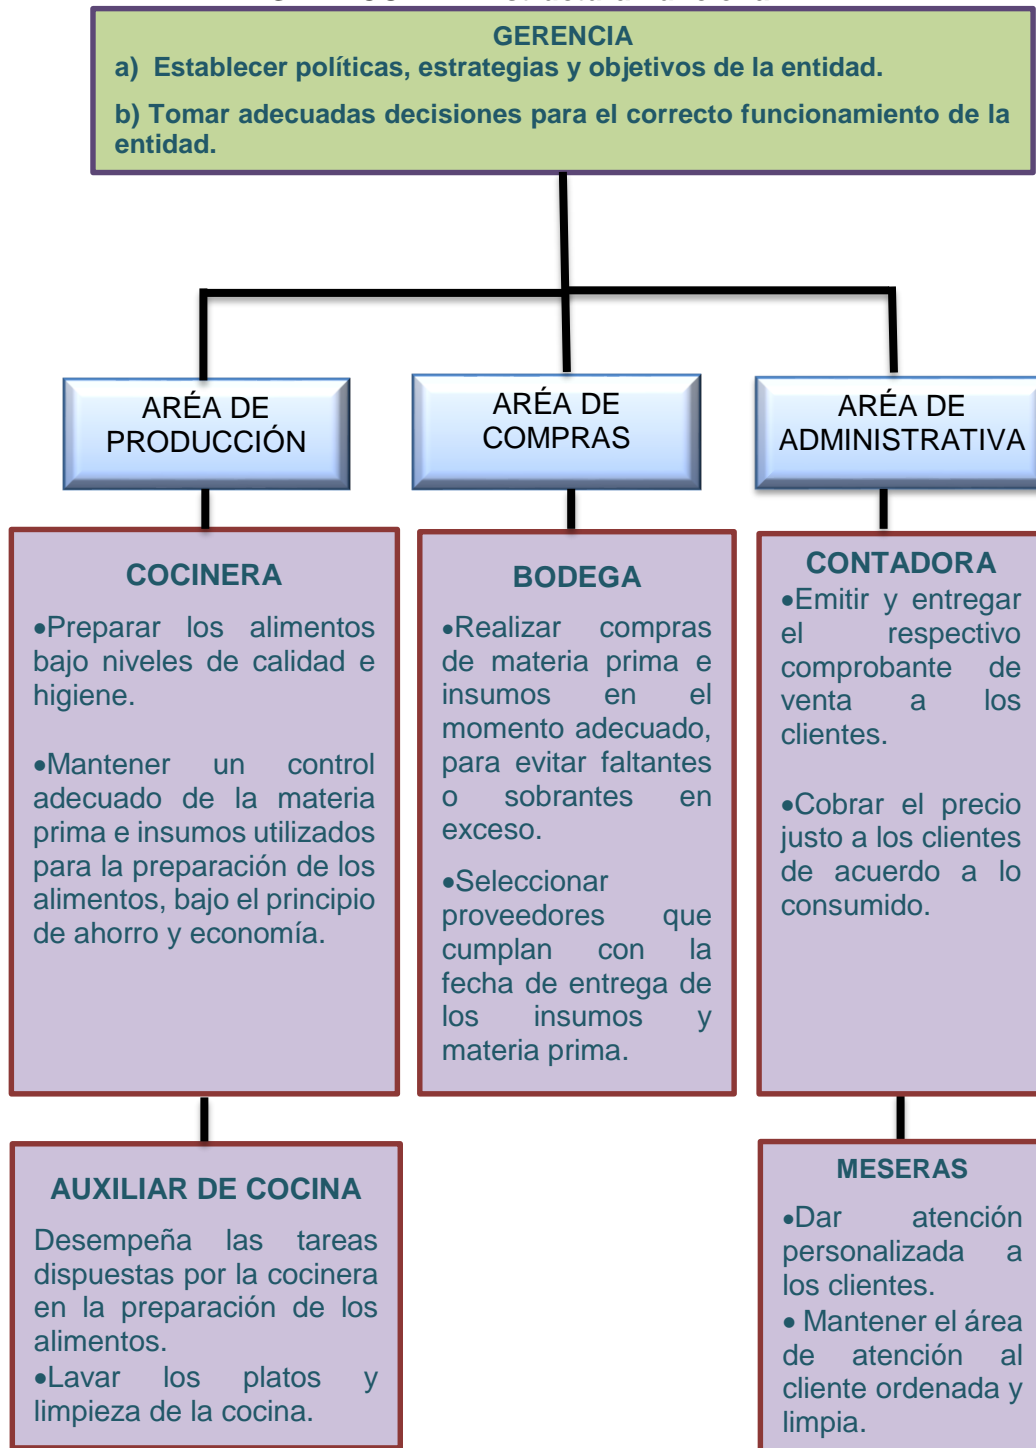 GERENCIA
a) Establecer políticas, estrategias y objetivos de la entidad.
b) Tomar adecuadas decisiones para el correcto funcionamiento de la
entidad.
ARÉA DE
PRODUCCIÓN
ARÉA DE
COMPRAS
ARÉA DE
ADMINISTRATIVA
COCINERA
•Preparar los alimentos
bajo niveles de calidad e
higiene.
•Mantener un control
adecuado de la materia
prima e insumos utilizados
para la preparación de los
alimentos, bajo el principio
de ahorro y economía.
BODEGA
•Realizar compras
de materia prima e
insumos en el
momento adecuado,
para evitar faltantes
o sobrantes en
exceso.
•Seleccionar
proveedores que
cumplan con la
fecha de entrega de
los insumos y
materia prima.
CONTADORA
•Emitir y entregar
el respectivo
comprobante de
venta a los
clientes.
•Cobrar el precio
justo a los clientes
de acuerdo a lo
consumido.
AUXILIAR DE COCINA
Desempeña las tareas
dispuestas por la cocinera
en la preparación de los
alimentos.
•Lavar los platos y
limpieza de la cocina.
MESERAS
•Dar atención
personalizada a
los clientes.
• Mantener el área
de atención al
cliente ordenada y
limpia.